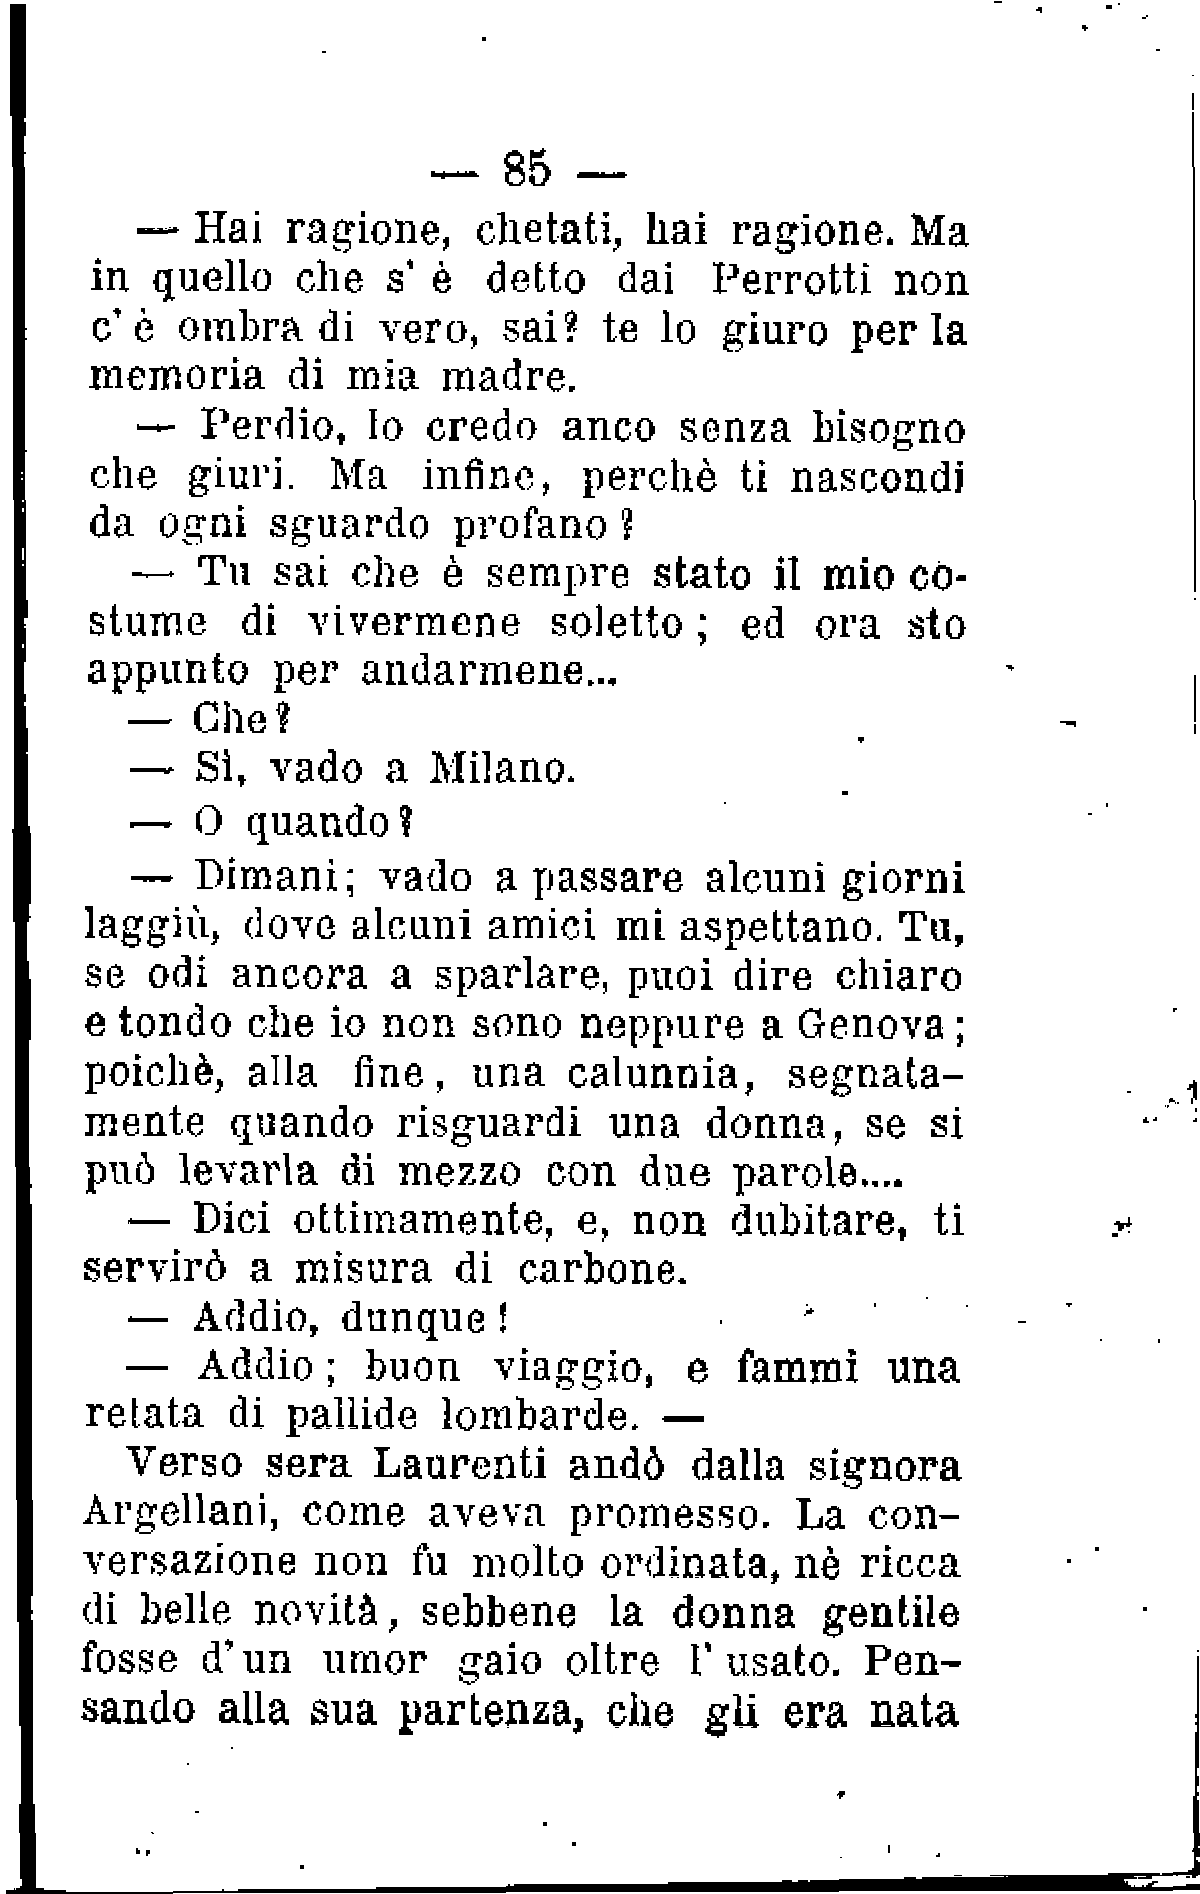 — 85 —
— Hai ragione, chetati, hai ragione. Ma
in quello che s' è detto dai Perrotti non
c' è ombra di vero, sai? te lo giuro per la
memoria di mia madre.
— Perdio, lo credo anco senza bisogno
che giuri. Ma infine, perchè ti nascondi
da ogni sguardo profano?
— Tu sai che è sempre stato il mio co-
stume di vivermene soletto; ed ora sto
appunto per andarmene...
— Che?
— Sì, vado a Milano.
— O quando?
— Dimani; vado a passare alcuni giorni
laggiù, dove alcuni amici mi aspettano. Tu,
se odi ancora a sparlare, puoi dire chiaro
e tondo che io non sono neppure a Genova;
poichè, alla fine, una calunnia, segnata-
mente quando risguardi una donna, se si
può levarla di mezzo con due parole....
— Dici ottimamente, e, non dubitare, ti
servirò a misura di carbone.
— Addio, dunque!
— Addio; buon viaggio, e fammi una
retata di pallide lombarde. —
Verso sera Laurenti andò dalla signora
Argellani, come aveva promesso. La con-
versazione non fu molto ordinata, nè ricca
di belle novità, sebbene la donna gentile
fosse d' un umor gaio oltre l' usato. Pen-
sando alla sua partenza, che gli era nata